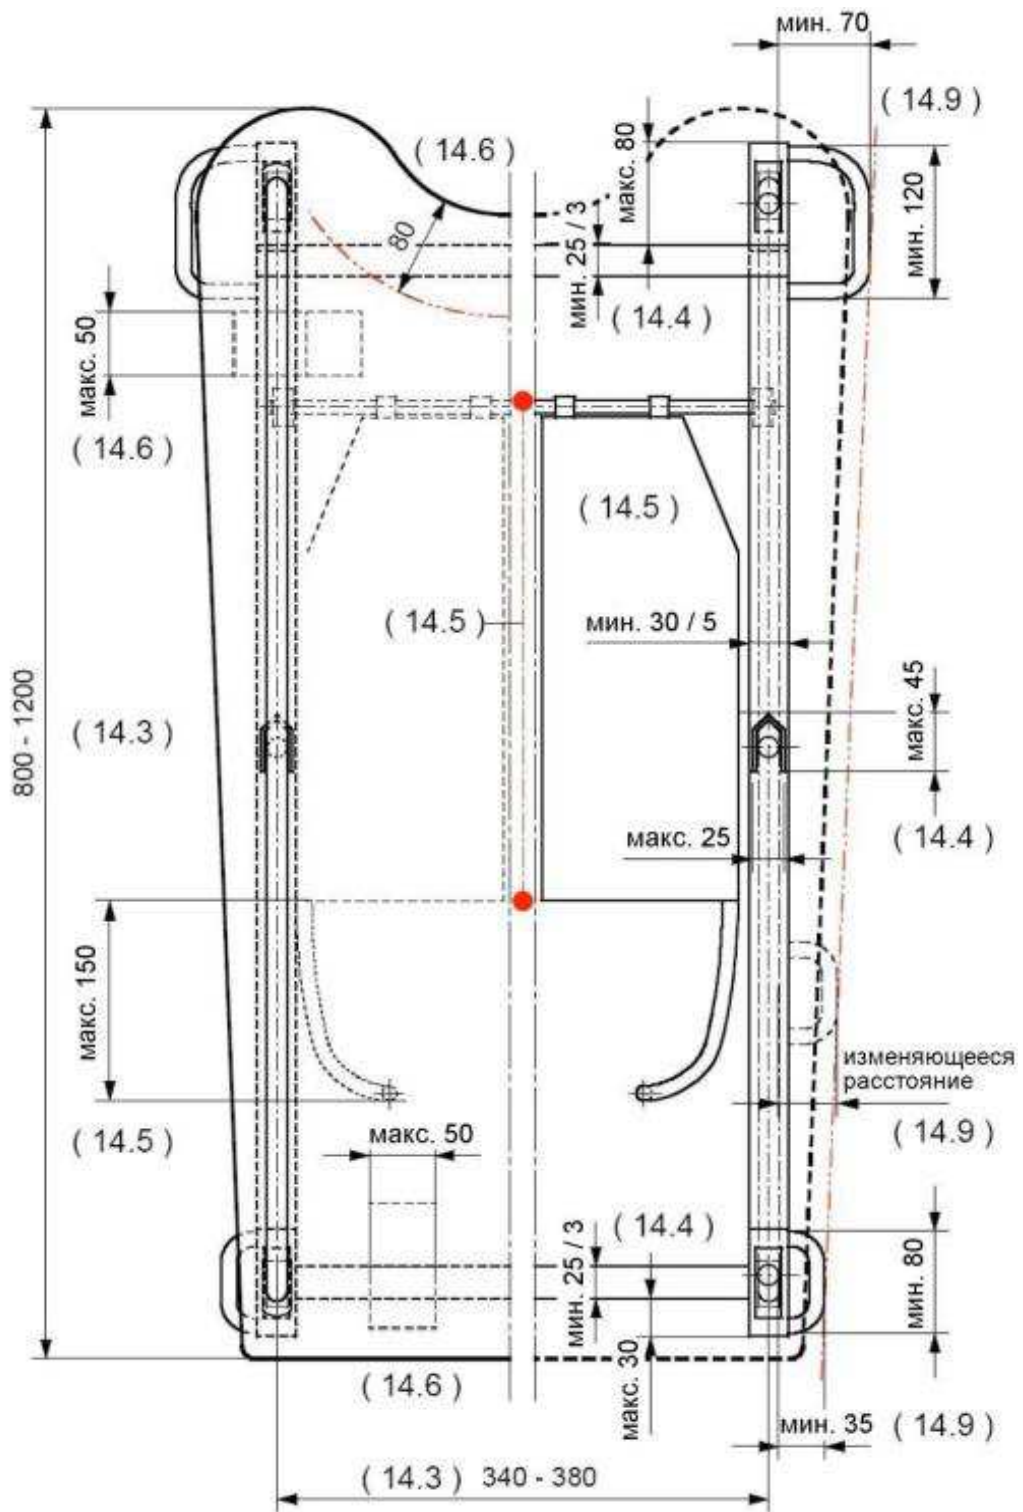 мин. 70
( 14.9 )
( 14.6 )
макс. 80
мин. 120
80
мин. 25 / 3
( 14.4 )
макс. 50
( 14.6 )
( 14.5 )
( 14.5 )
мин. 30 / 5
800 - 1200
( 14.3 )
макс. 45
макс. 25
( 14.4 )
макс. 150
изменяющееся
расстояние
( 14.5 )
макс. 50
( 14.9 )
( 14.4 )
мин. 25 / 3
мин. 80
макс. 30
( 14.6 )
мин. 35
( 14.9 )
( 14.3 ) 340 - 380